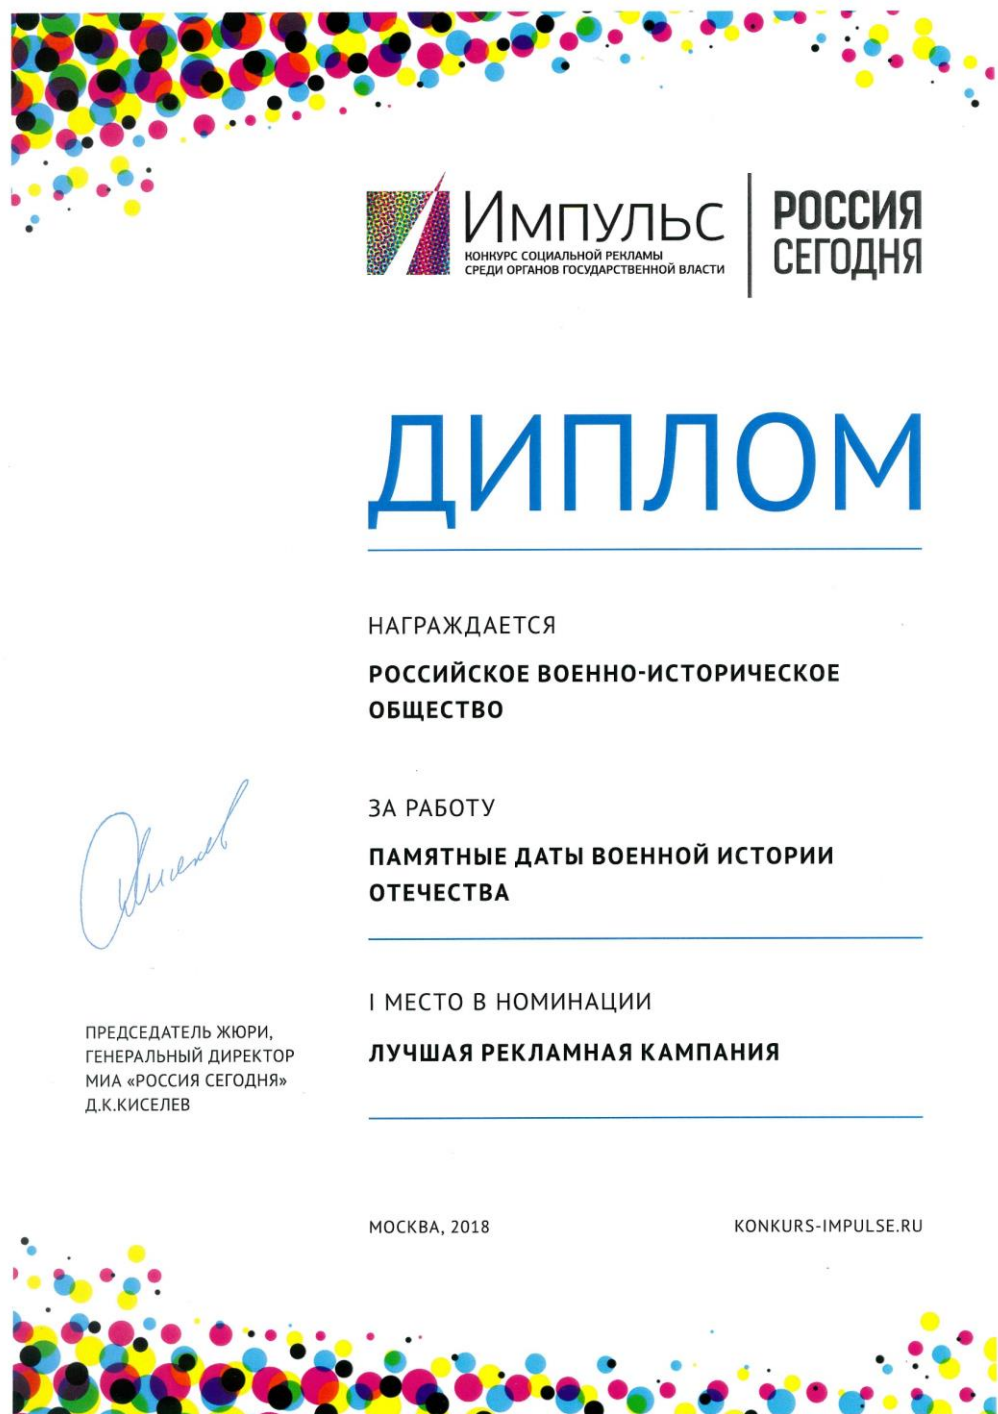 Импульс
КОНКУРС СОЦИАЛЬНОЙ РЕКЛАМЫ
СРЕДИ ОРГАНОВ ГОСУДАРСТВЕННОЙ ВЛАСТИ
РОССИЯ
СЕГОДНЯ
ДИПЛОМ
НАГРАЖДАЕТСЯ
РОССИЙСКОЕ ВОЕННО-ИСТОРИЧЕСКОЕ
ОБЩЕСТВО
ЗА РАБОТУ
ПАМЯТНЫЕ ДАТЫ ВОЕННОЙ ИСТОРИИ
ОТЕЧЕСТВА
I МЕСТО В НОМИНАЦИИ
ЛУЧШАЯ РЕКЛАМНАЯ КАМПАНИЯ
ПРЕДСЕДАТЕЛЬ ЖЮРИ,
ГЕНЕРАЛЬНЫЙ ДИРЕКТОР
МИА «РОССИЯ СЕГОДНЯ»
Д.К.КИСЕЛЕВ
МОСКВА, 2018
KONKURS-IMPULSE.RU